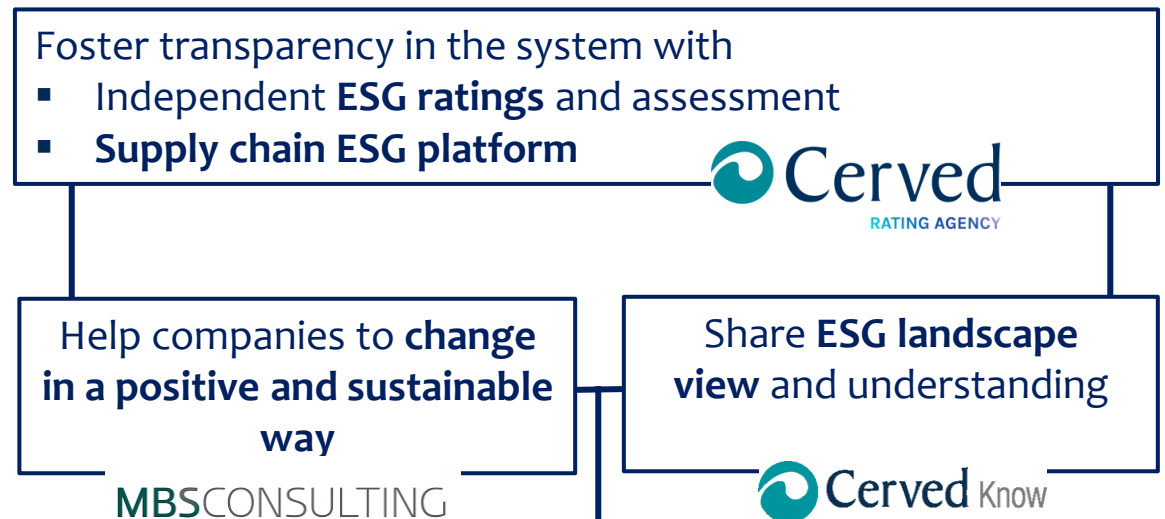 Foster transparency in the system with
▪ Independent ESG ratings and assessment
▪ Supply chain ESG platform
Cerved
RATING AGENCY
Help companies to change
in a positive and sustainable
way
MBSCONSULTING
Share ESG landscape
view and understanding
Cerved Know